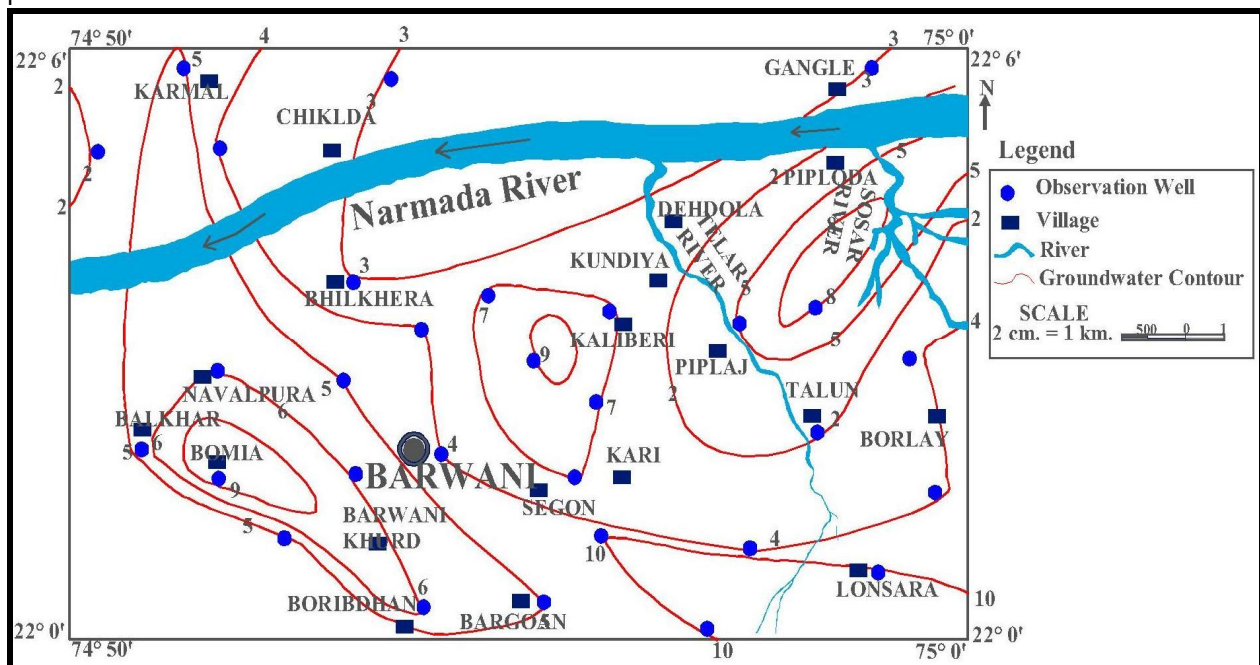 74° 50'
4
3
3
75° 0'
22° 6'
22° 6'
5
KARMAL
GANGLE
3
2
3
N
CHIKLDA
Legend
Observation Well
Village
River
Groundwater Contour
SCALE
2 cm. = 1 km.
500 0 1
5
5
2
2
2
PIPLODA
SOSAR
RIVER
8
Narmada River
DEHDOLA
TELAR
RIVER
2
KUNDIYA
3
BHILKHERA
5
8
7
4
KALIBERI
5
9
PIPLAJ
NAVALPURA
5
6
7
2
TALUN
2
BALKHAR
BORLAY
5
6
BOMIA
4
KARI
BARWANI
9
SEGON
5
BARWANI
KHURD
4
10
LONSARA
BORIBDHAN
6
BARGOAN
5
10
22° 0'
22° 0'
74° 50'
10
75° 0'